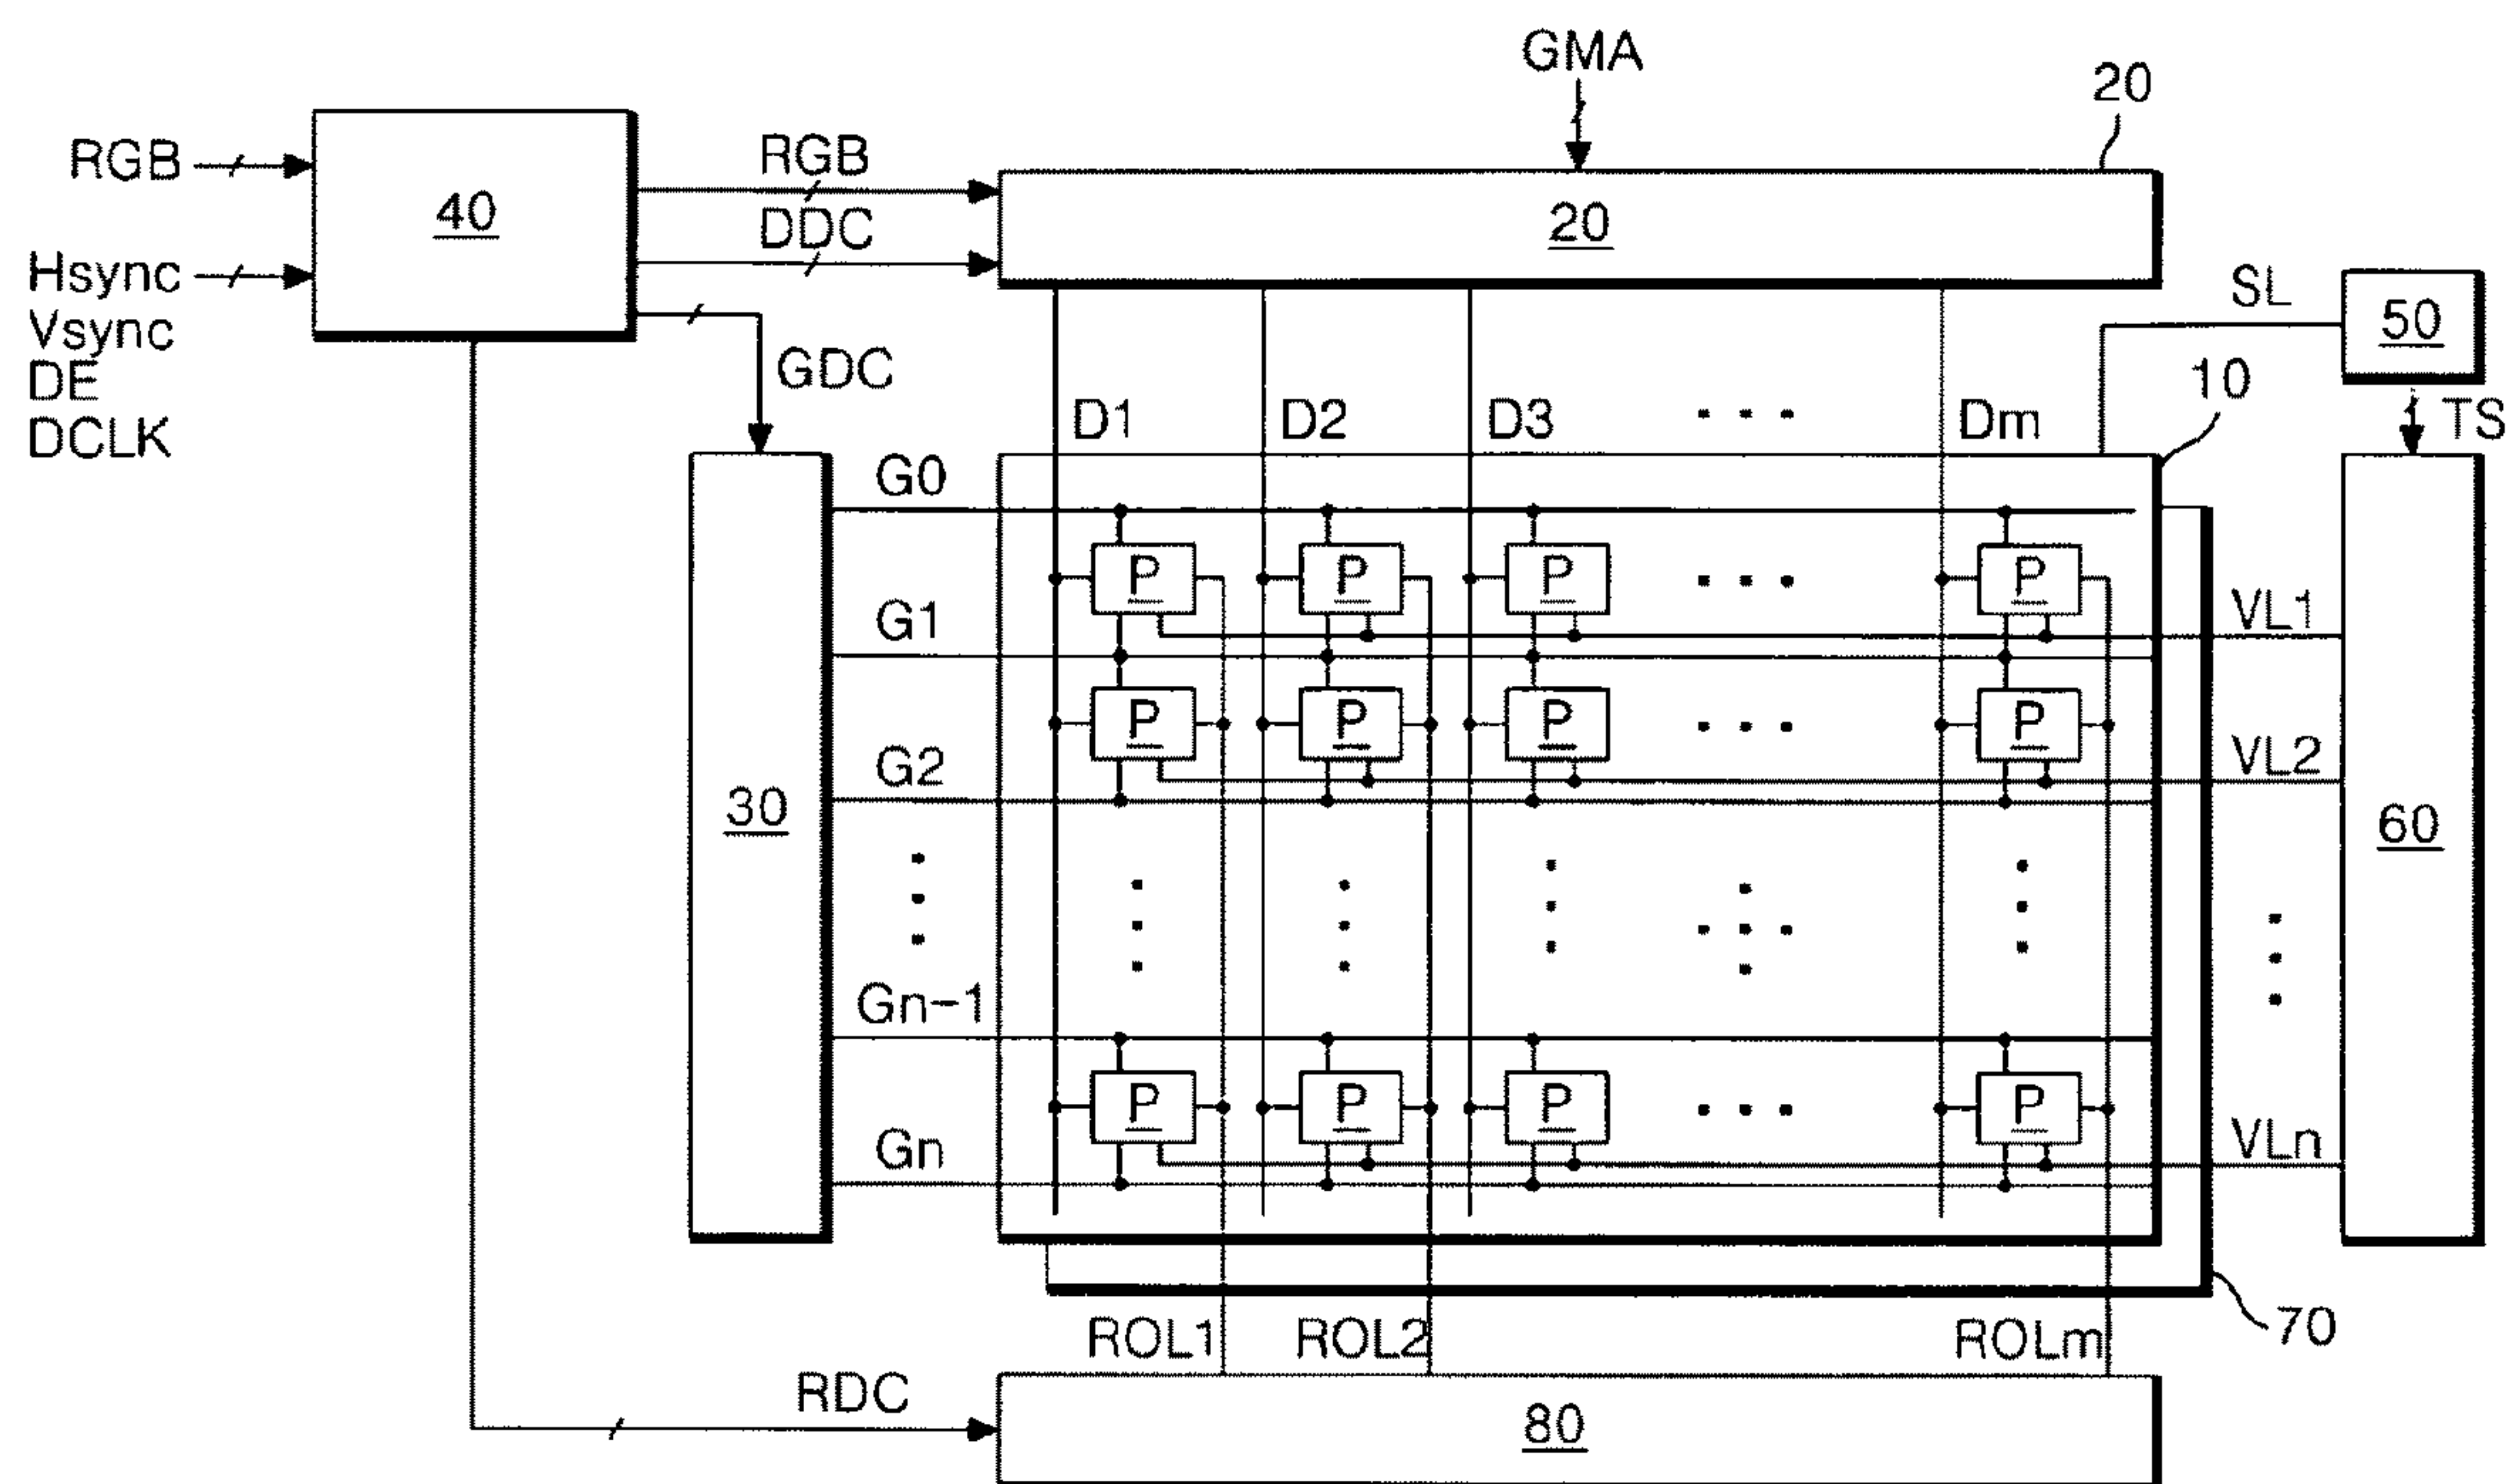 GMA
20
RGB
40
RGB
DDC
20
Hsync
Vsync
DE
DCLK
GDC
SL
50
10
TS
D1 D2 D3 ... Dm
G0
P P P ... P
G1
VL1
P P P ... P
G2
VL2
30
60
Gn-1
P P P ... P
Gn
VLn
70
ROL1 ROL2 ROLm
RDC
80